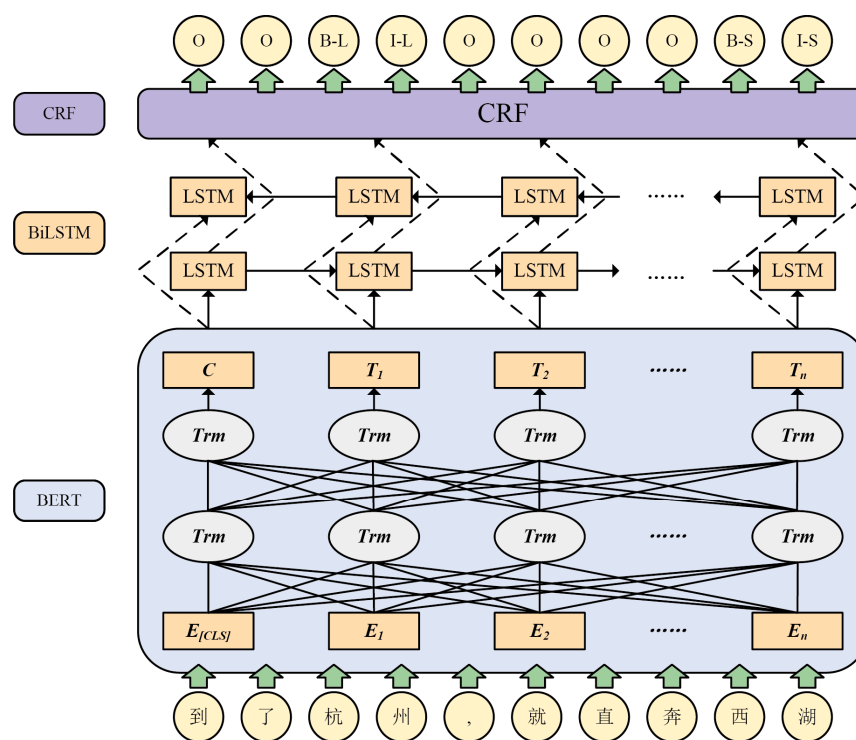 O O B-L I-L O O O O B-S I-S
CRF CRF
LSTM LSTM LSTM ...... LSTM
BiLSTM
LSTM LSTM LSTM ...... LSTM
C T1 T2 ...... Tn
Trm Trm Trm Trm
BERT
Trm Trm Trm ...... Trm
E[CLS] E1 E2 ...... En
到 了 杭 州 , 就 直 奔 西 湖